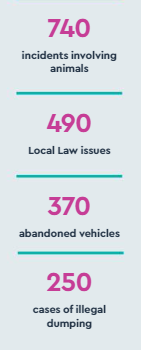 740
incidents involving
animals
490
Local Law issues
370
abandoned vehicles
250
cases of illegal
dumping